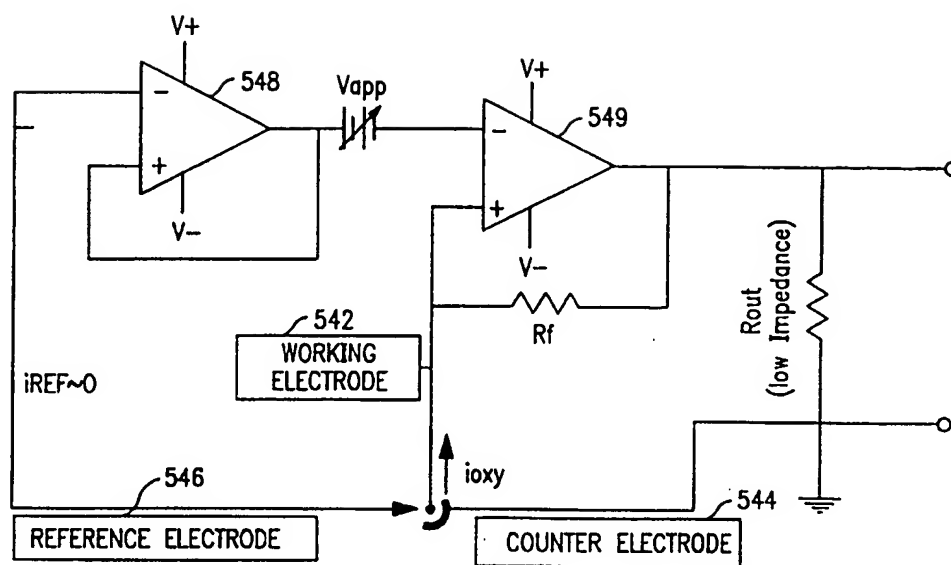 V+
548
Vapp
V+
549
−
+
V−
−
+
V−
Rf
Rout
(low Impedance)
542
WORKING
ELECTRODE
iREF~0
ioxy
546
REFERENCE ELECTRODE
544
COUNTER ELECTRODE